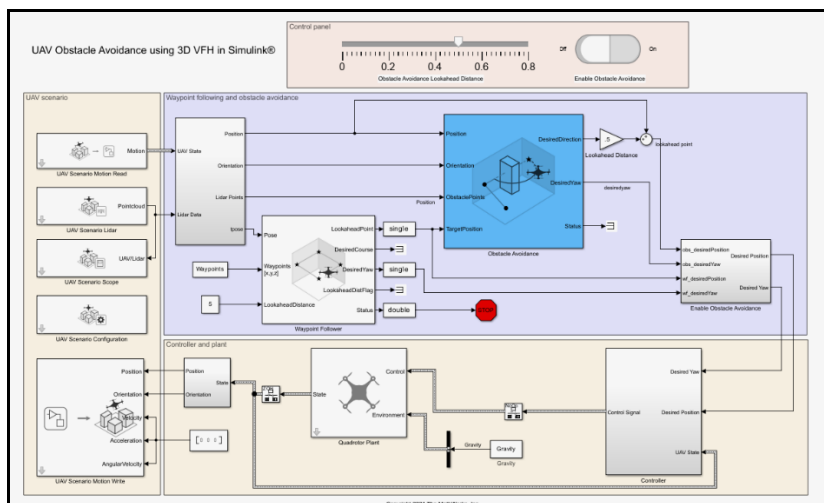 Control panel
UAV Obstacle Avoidance using 3D VFH in Simulink®
Off
On
0
0.2
0.4
0.6
0.8
Obstacle Avoidance Lookahead Distance
Enable Obstacle Avoidance
UAV scenario
Motion
UAV Scenario Motion Read
Pointcloud
UAV Scenario Lidar
UAV/Lidar
UAV Scenario Scope
UAV Scenario Configuration
Position
Orientation
Velocity
Acceleration
AngularVelocity
UAV Scenario Motion Write
Waypoint following and obstacle avoidance
UAV State
Lidar Data
Position
Orientation
Lidar Points
Position
Orientation
ObstaclePoints
TargetPosition
DesiredDirection
DesiredYaw
Status
Obstacle Avoidance
.5
Lookahead Distance
lookahead point
desiredyaw
Position
Waypoints
5
Pose
Waypoints
[x;y;z]
LookaheadDistance
LookaheadPoint
DesiredCourse
DesiredYaw
LookaheadDistFlag
Status
Waypoint Follower
single
single
double
STOP
obs_desiredPosition
obs_desiredYaw
wf_desiredPosition
wf_desiredYaw
Desired Position
Desired Yaw
Enable Obstacle Avoidance
Controller and plant
Position
Orientation
State
[0 0 0]
State
Control
Environment
Quadrotor Plant
Gravity
Gravity
Gravity
Control Signal
Desired Yaw
Desired Position
UAV State
Controller